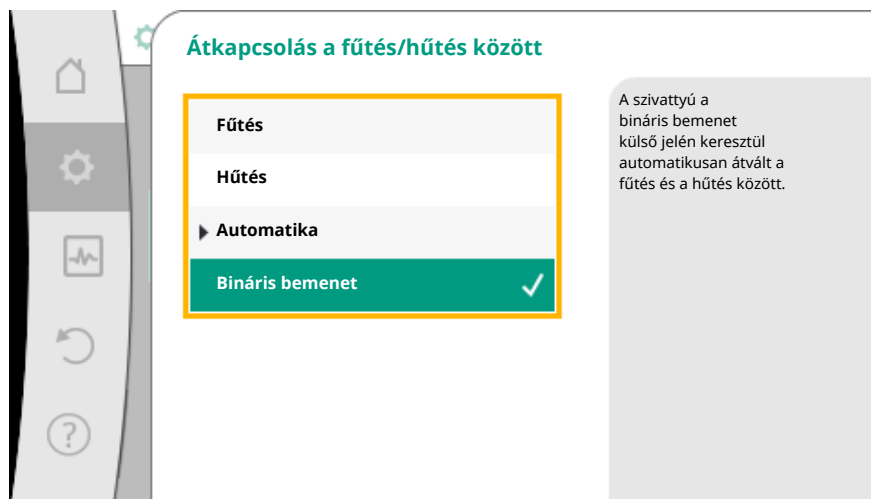 Átkapcsolás a fűtés/hűtés között
Fűtés
Hűtés
Automatika
Bináris bemenet
A szivattyú a
bináris bemenet
külső jelén keresztül
automatikusan átvált a
fűtés és a hűtés között.
?